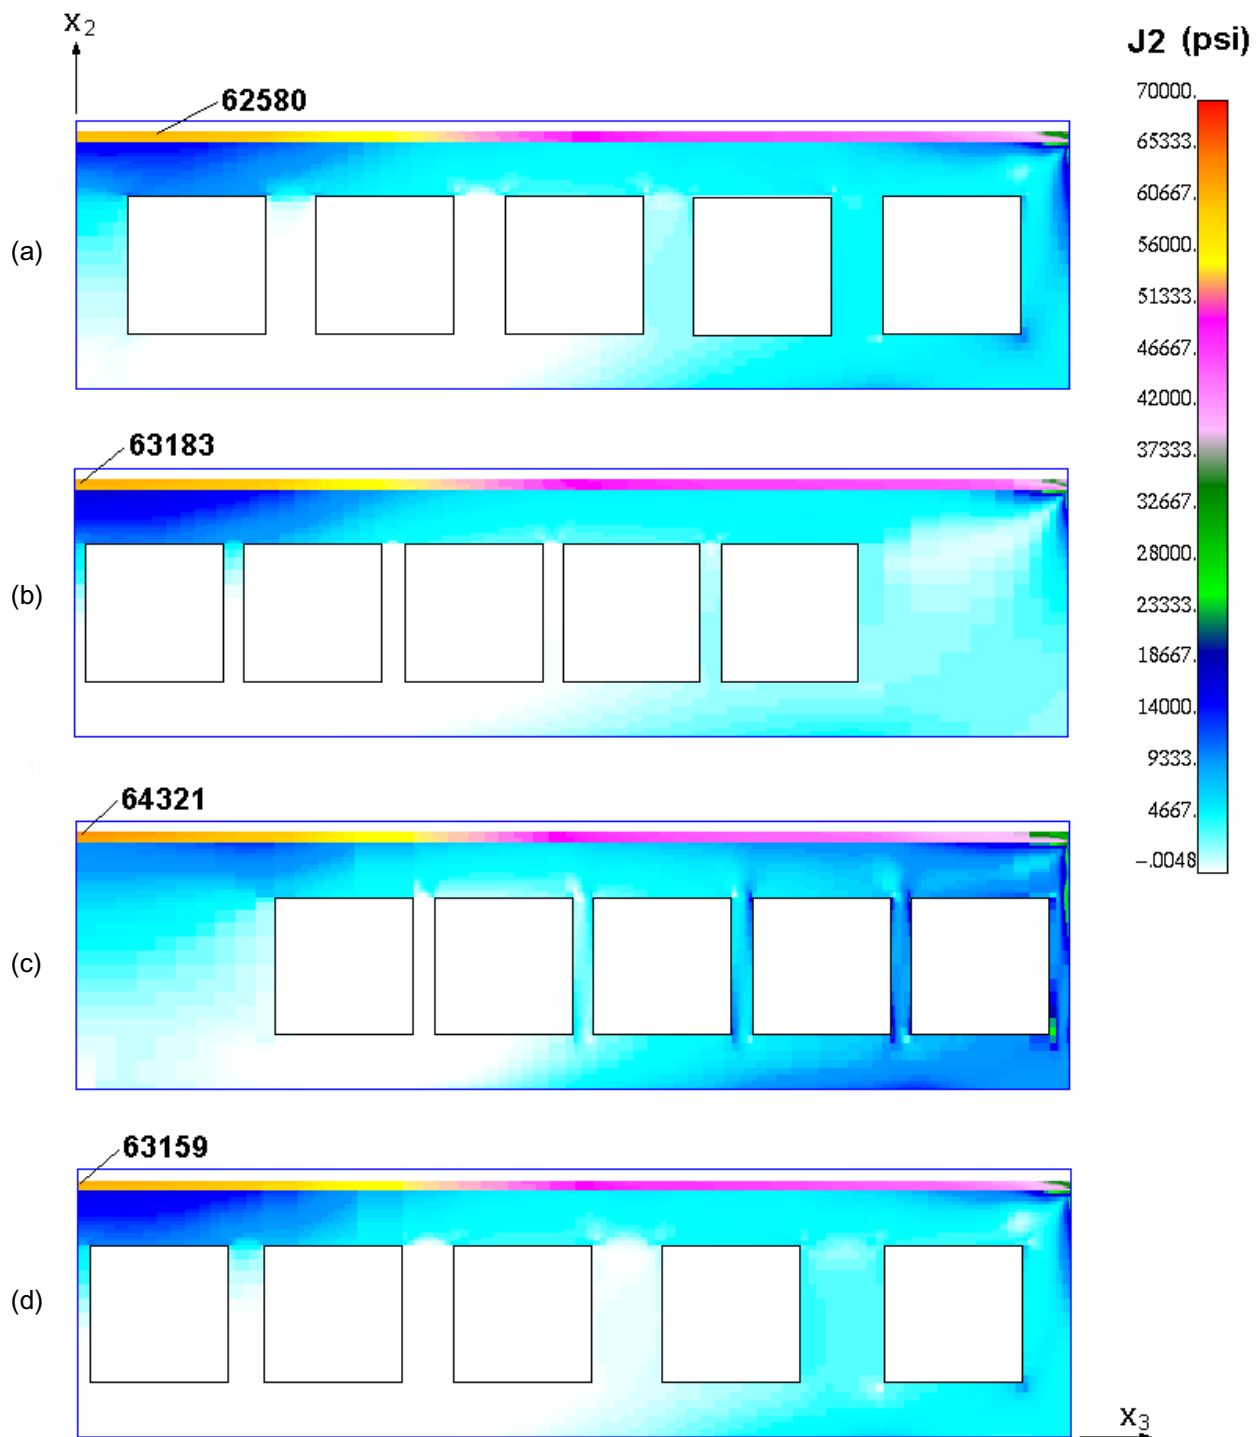 x2
J2 (psi)
70000.
65333.
60667.
56000.
51333.
46667.
42000.
37333.
32667.
28000.
23333.
18667.
14000.
9333.
4667.
-.0048
62580
(a)
63183
(b)
64321
(c)
63159
(d)
x3